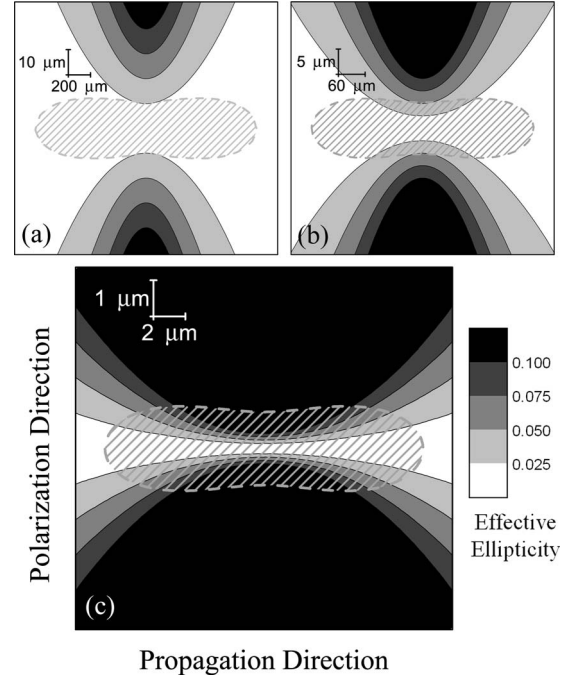 10 μm
200 μm
(a)
5 μm
60 μm
(b)
1 μm
2 μm
(c)
Polarization Direction
Propagation Direction
0.100
0.075
0.050
0.025
Effective
Ellipticity